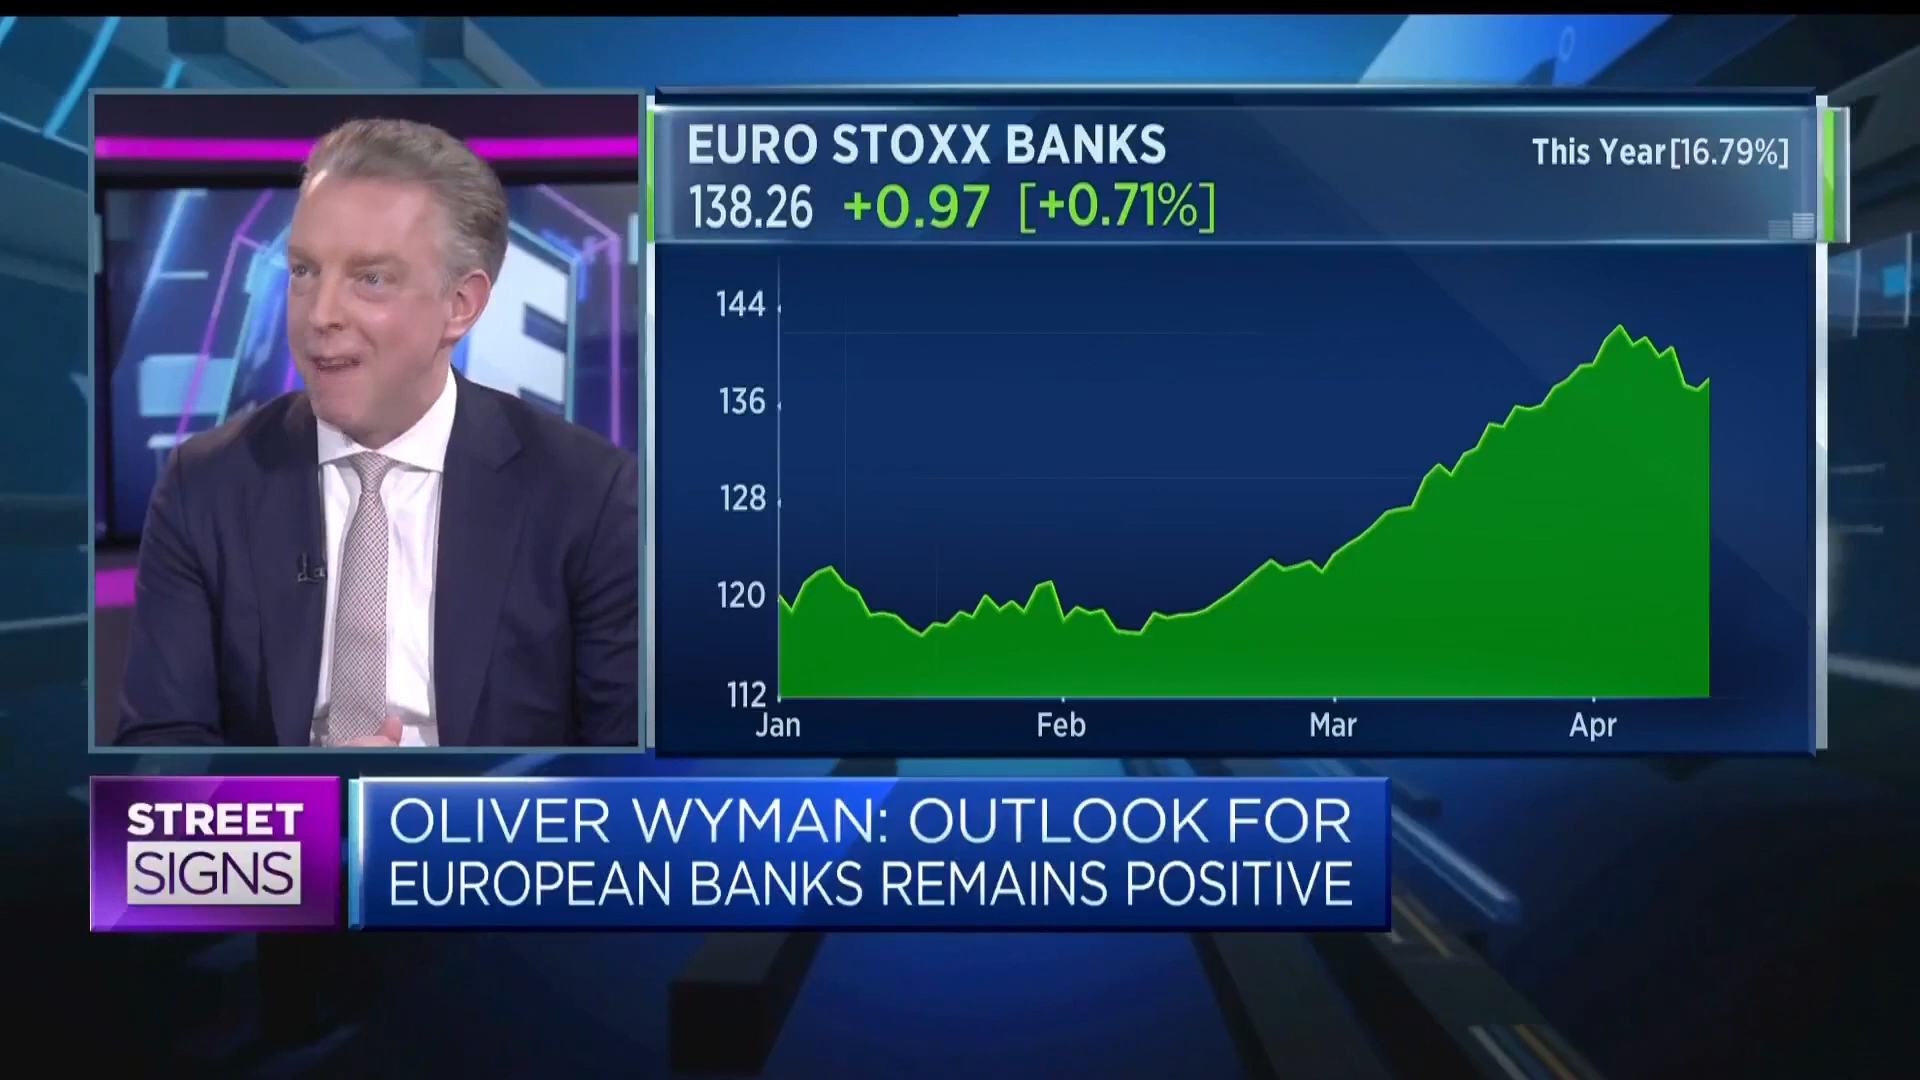 EURO STOXX BANKS
This Year[16.79%]
138.26 +0.97 [+0.71%]
144
136
128
120
112
Jan Feb Mar Apr
STREET
SIGNS
OLIVER WYMAN: OUTLOOK FOR
EUROPEAN BANKS REMAINS POSITIVE